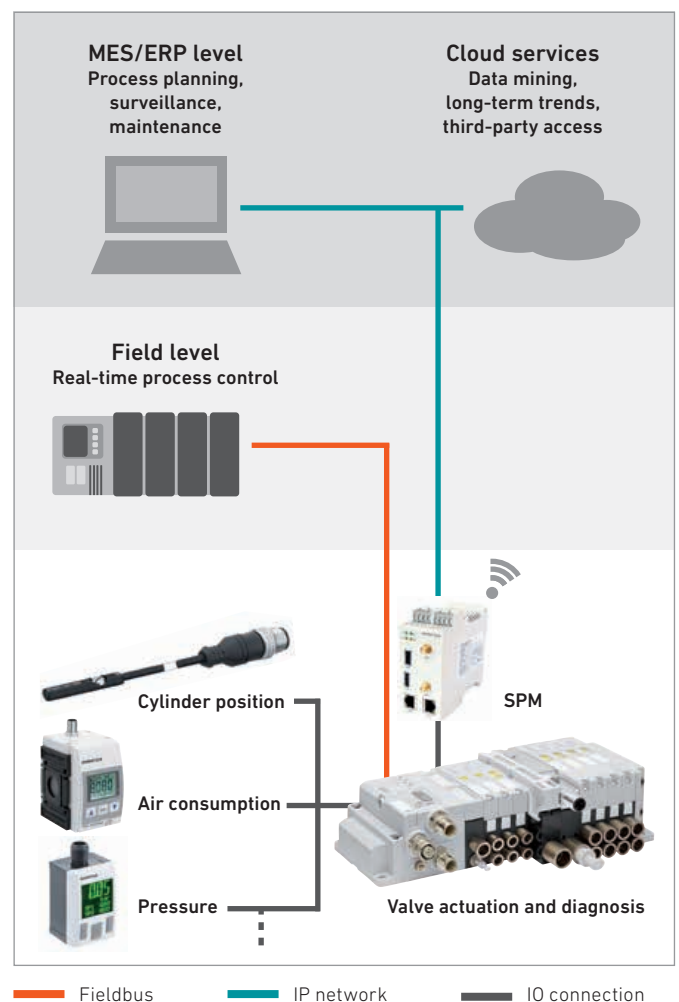 MES/ERP level
Process planning,
surveillance,
maintenance
Cloud services
Data mining,
long-term trends,
third-party access
Field level
Real-time process control
SPM
Cylinder position
Air consumption
Pressure
Valve actuation and diagnosis
Fieldbus
IP network
IO connection